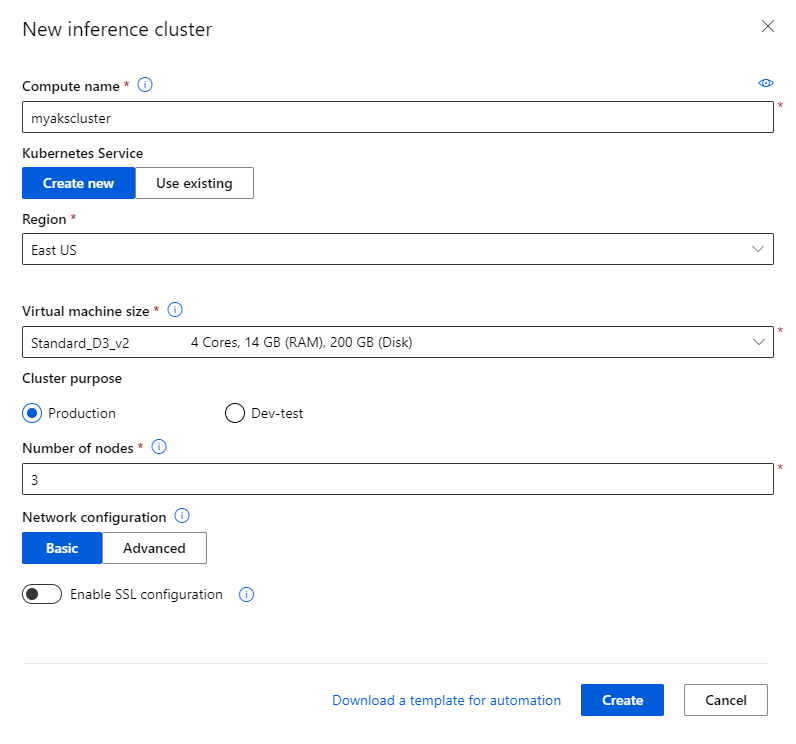 New inference cluster
Compute name *
myakscluster *
Kubernetes Service
Create new Use existing
Region *
East US
Virtual machine size *
Standard_D3_v2 4 Cores, 14 GB (RAM), 200 GB (Disk) *
Cluster purpose
Production Dev-test
Number of nodes *
3 *
Network configuration
Basic Advanced
Enable SSL configuration
Download a template for automation Create Cancel